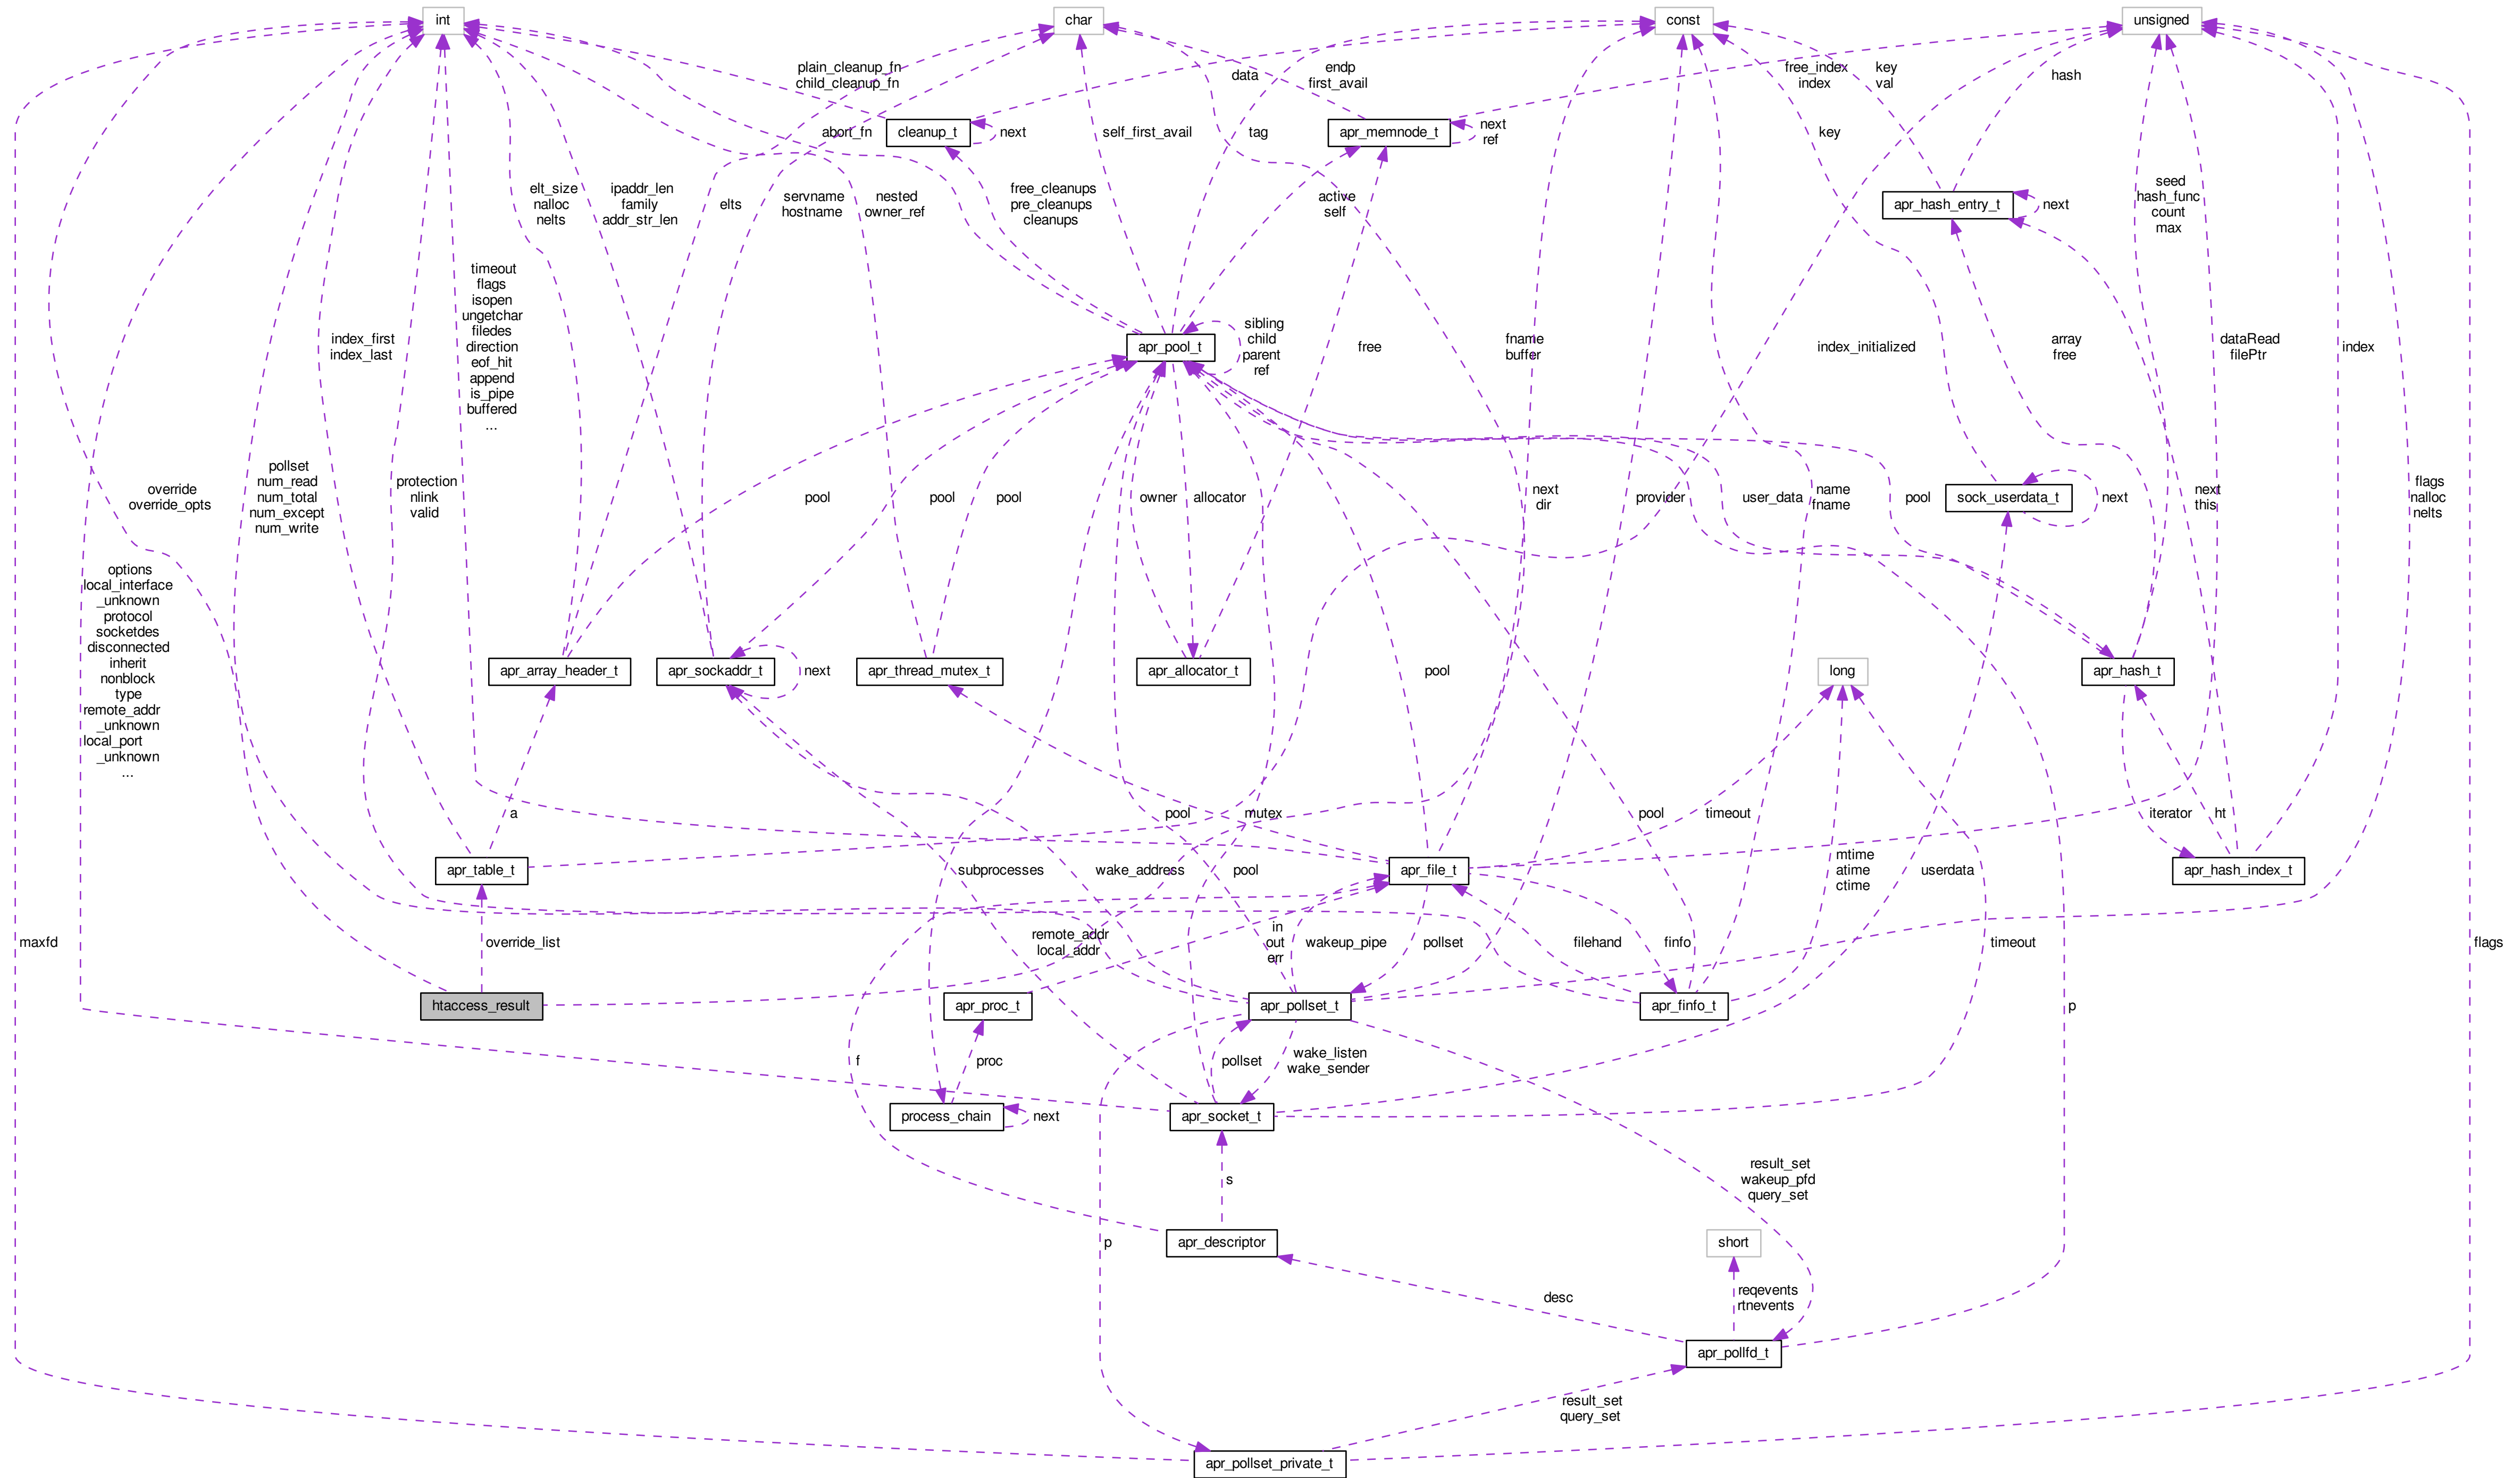 int
char
const
unsigned
plain_cleanup_fn
child_cleanup_fn
data
endp
first_avail
free_index
index
key
val
hash
abort_fn
cleanup_t
next
self_first_avail
tag
apr_memnode_t
next
ref
key
elt_size
nalloc
nelts
ipaddr_len
family
addr_str_len
elts
servname
hostname
nested
owner_ref
free_cleanups
pre_cleanups
cleanups
active
self
apr_hash_entry_t
next
seed
hash_func
count
max
timeout
flags
isopen
ungetchar
filedes
direction
eof_hit
append
is_pipe
buffered
...
index_first
index_last
apr_pool_t
sibling
child
parent
ref
free
fname
buffer
index_initialized
array
free
dataRead
filePtr
index
override
override_opts
pollset
num_read
num_total
num_except
num_write
protection
nlink
valid
pool
pool
pool
owner
allocator
next
dir
provider
user_data
name
fname
pool
sock_userdata_t
next
next
this
flags
nalloc
nelts
options
local_interface
_unknown
protocol
socketdes
disconnected
inherit
nonblock
type
remote_addr
_unknown
local_port
_unknown
...
apr_array_header_t
apr_sockaddr_t
next
apr_thread_mutex_t
apr_allocator_t
pool
long
apr_hash_t
a
pool
mutex
pool
timeout
iterator
ht
apr_table_t
subprocesses
wake_address
pool
apr_file_t
mtime
atime
ctime
userdata
apr_hash_index_t
maxfd
override_list
remote_addr
local_addr
in
out
err
wakeup_pipe
pollset
filehand
finfo
timeout
flags
htaccess_result
apr_proc_t
apr_pollset_t
apr_finfo_t
p
f
proc
pollset
wake_listen
wake_sender
process_chain
next
apr_socket_t
s
result_set
wakeup_pfd
query_set
p
apr_descriptor
short
desc
reqevents
rtnevents
apr_pollfd_t
result_set
query_set
apr_pollset_private_t